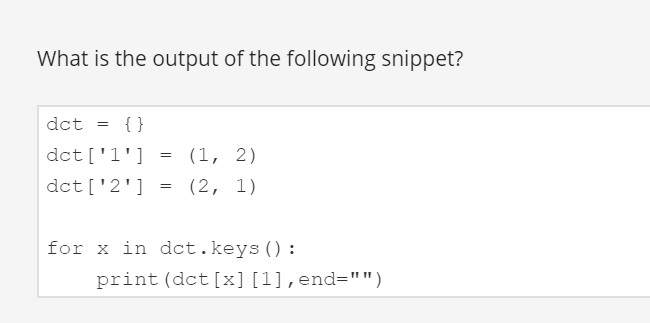 What is the output of the following snippet?
dct = {}
dct['1'] = (1, 2)
dct['2'] = (2, 1)
for x in dct.keys():
    print(dct[x][1],end="")